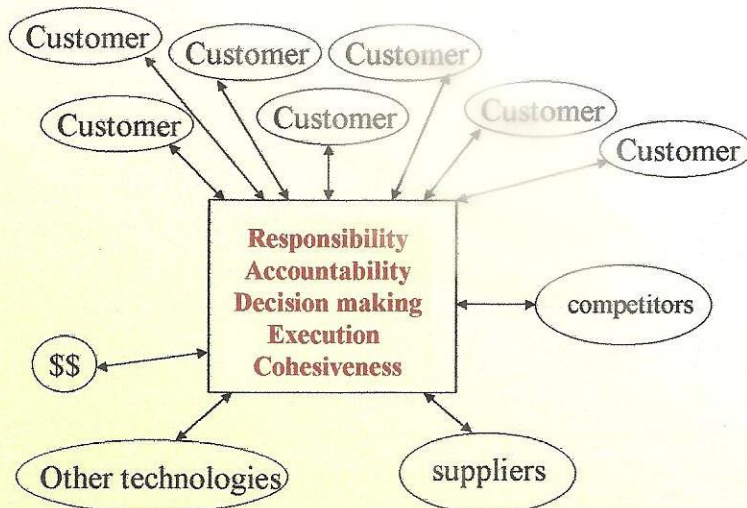 Customer
Customer
Customer
Customer
Customer
Customer
Customer
Responsibility
Accountability
Decision making
Execution
Cohesiveness
competitors
$$
Other technologies
suppliers